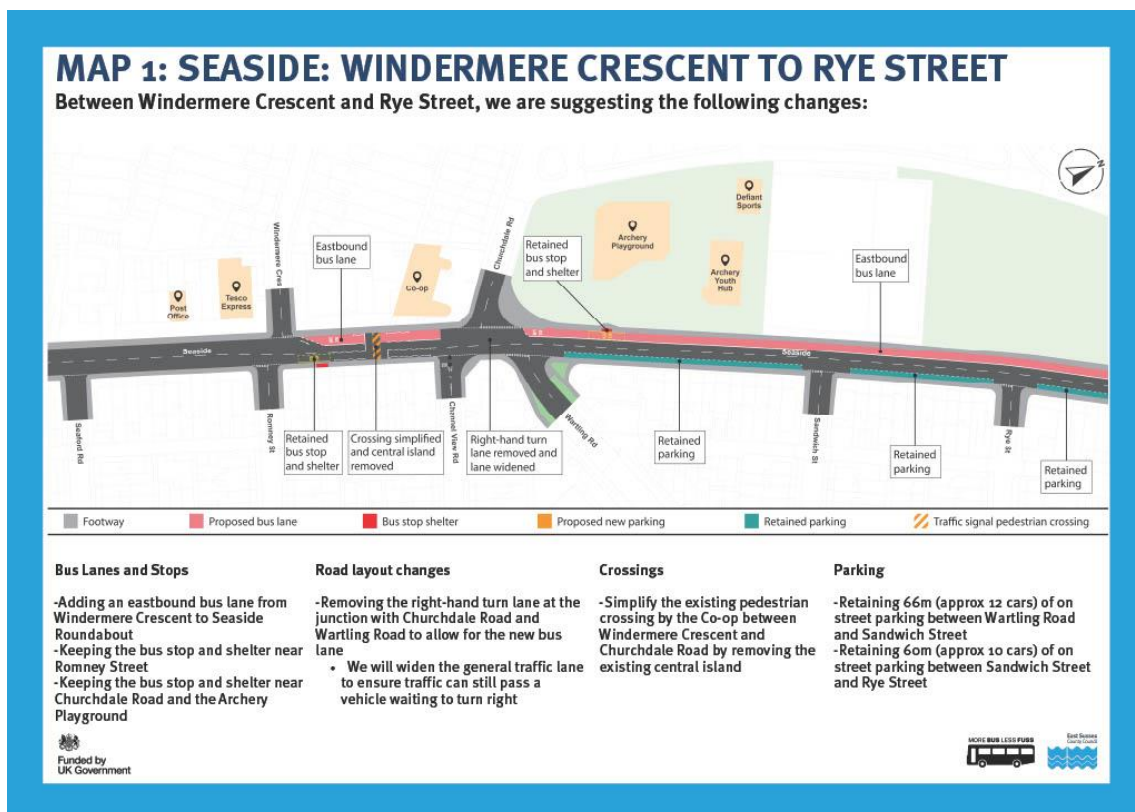 MAP 1: SEASIDE: WINDERMERE CRESCENT TO RYE STREET
Between Windermere Crescent and Rye Street, we are suggesting the following changes:
N
Defiant
Sports
Archery
Playground
Archery
Youth
Hub
Churchdale Rd
Windermere Cres
Retained
bus stop
and shelter
Eastbound
bus lane
Eastbound
bus lane
Co-op
Tesco
Express
Post
Office
Seaside
Seaside
Seaford Rd
Romney St
Channel View Rd
Wartling Rd
Sandwich St
Rye St
Retained
bus stop
and shelter
Crossing simplified
and central island
removed
Right-hand turn
lane removed and
lane widened
Retained
parking
Retained
parking
Retained
parking
Footway
Proposed bus lane
Bus stop shelter
Proposed new parking
Retained parking
Traffic signal pedestrian crossing
Bus Lanes and Stops
-Adding an eastbound bus lane from
Windermere Crescent to Seaside
Roundabout
-Keeping the bus stop and shelter near
Romney Street
-Keeping the bus stop and shelter near
Churchdale Road and the Archery
Playground
Road layout changes
-Removing the right-hand turn lane at the
junction with Churchdale Road and
Wartling Road to allow for the new bus
lane
• We will widen the general traffic lane
to ensure traffic can still pass a
vehicle waiting to turn right
Crossings
-Simplify the existing pedestrian
crossing by the Co-op between
Windermere Crescent and
Churchdale Road by removing the
existing central island
Parking
-Retaining 66m (approx 12 cars) of on
street parking between Wartling Road
and Sandwich Street
-Retaining 60m (approx 10 cars) of on
street parking between Sandwich Street
and Rye Street
Funded by
UK Government
MORE BUS LESS FUSS
East Sussex
County Council